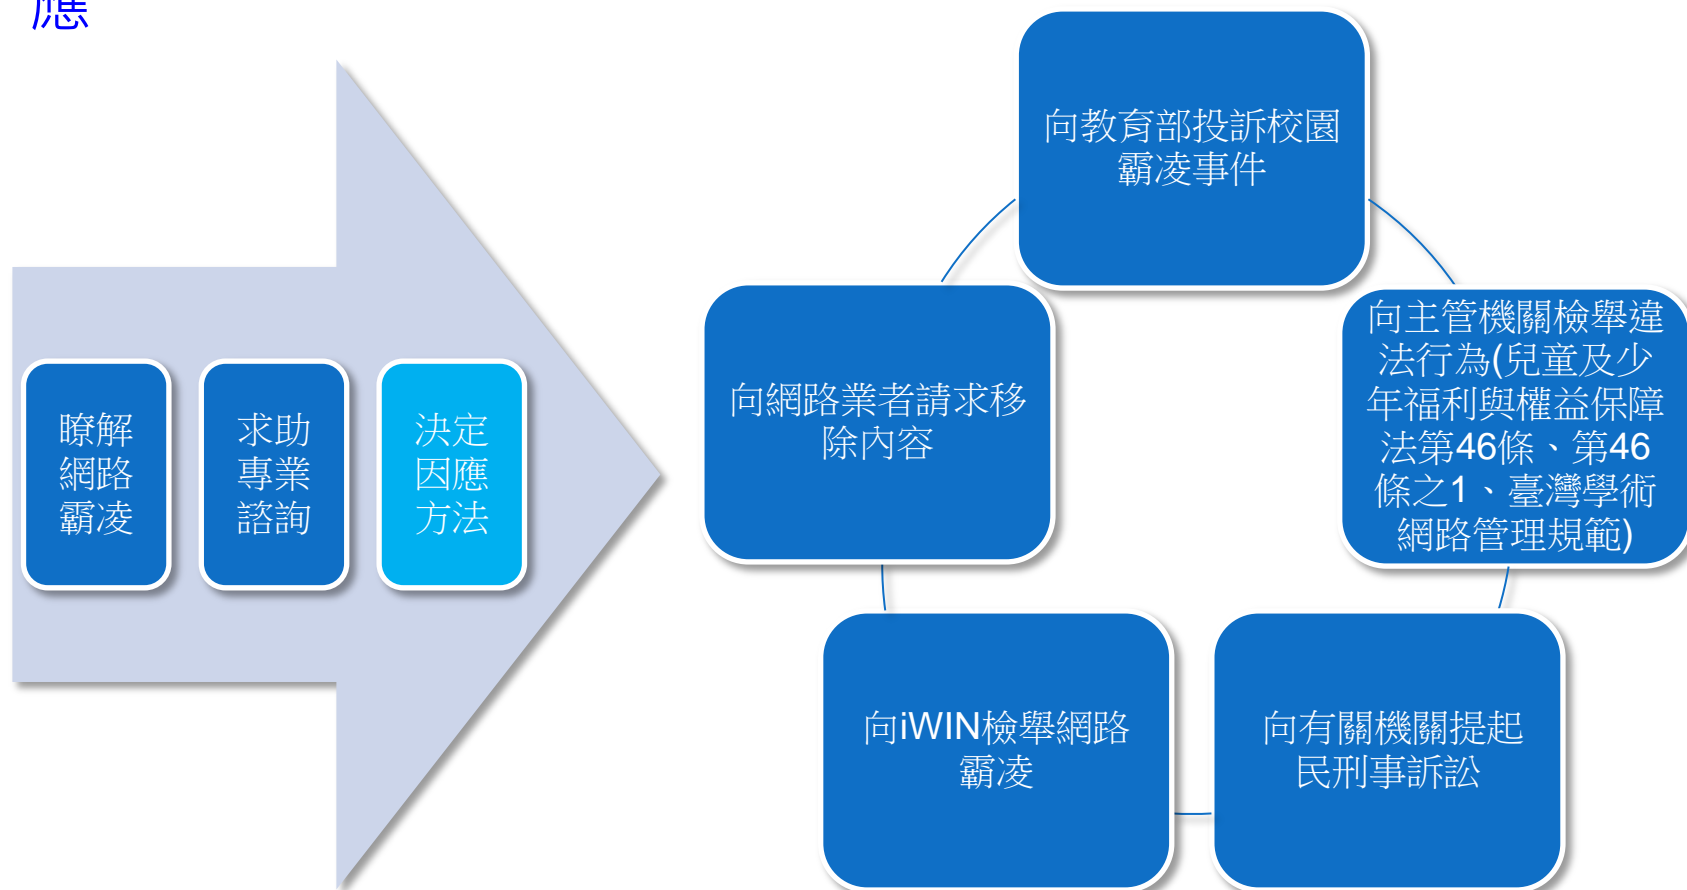 應
瞭解
網路
霸凌
求助
專業
諮詢
決定
因應
方法
向教育部投訴校園
霸凌事件
向主管機關檢舉違
法行為(兒童及少
年福利與權益保障
法第46條、第46
條之1、臺灣學術
網路管理規範)
向有關機關提起
民刑事訴訟
向iWIN檢舉網路
霸凌
向網路業者請求移
除內容